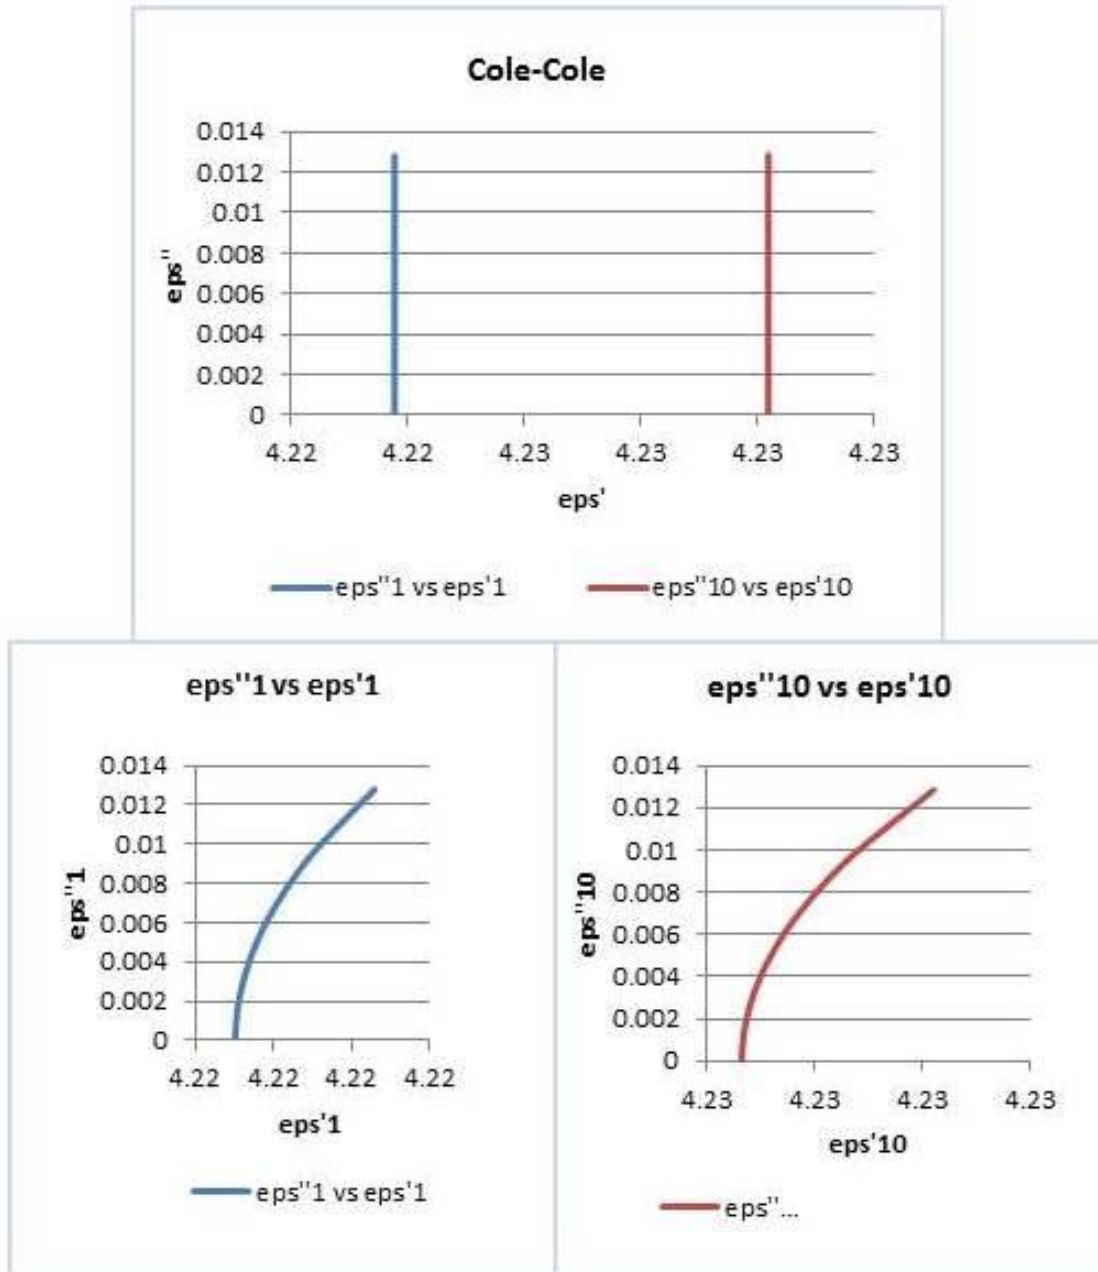 Cole-Cole
0.014
0.012
0.01
0.008
0.006
0.004
0.002
0
eps''
4.22 4.22 4.23 4.23 4.23 4.23
eps'
eps''1 vs eps'1 eps''10 vs eps'10
eps''1 vs eps'1
0.014
0.012
0.01
0.008
0.006
0.004
0.002
0
eps''1
4.22 4.22 4.22 4.22
eps'1
eps''1 vs eps'1
eps''10 vs eps'10
0.014
0.012
0.01
0.008
0.006
0.004
0.002
0
eps''10
4.23 4.23 4.23 4.23
eps'10
eps''...